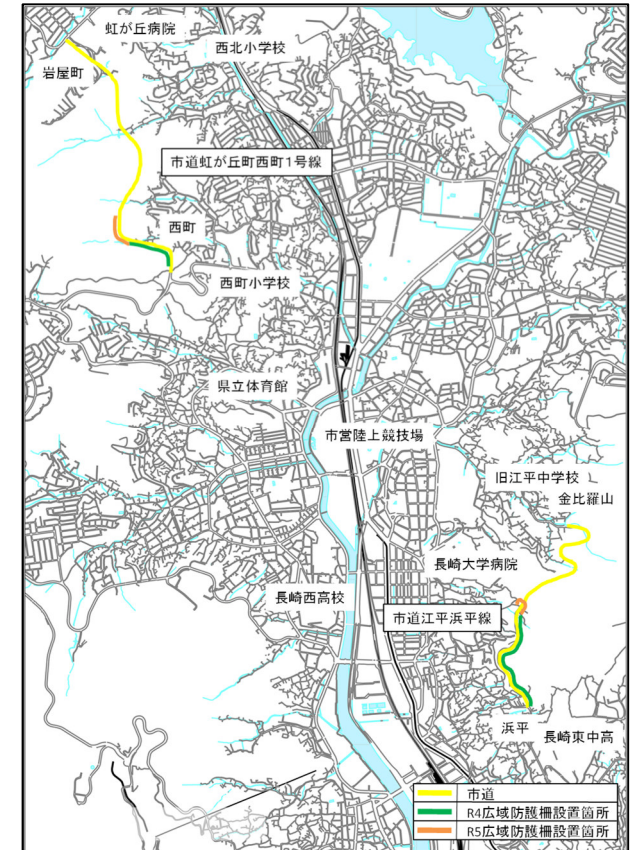 虹が丘病院
西北小学校
岩屋町
市道虹が丘町西町1号線
西町
西町小学校
県立体育館
市営陸上競技場
旧江平中学校
金比羅山
長崎大学病院
長崎西高校
市道江平浜平線
浜平
長崎東中高
市道
R4広域防護柵設置箇所
R5広域防護柵設置箇所